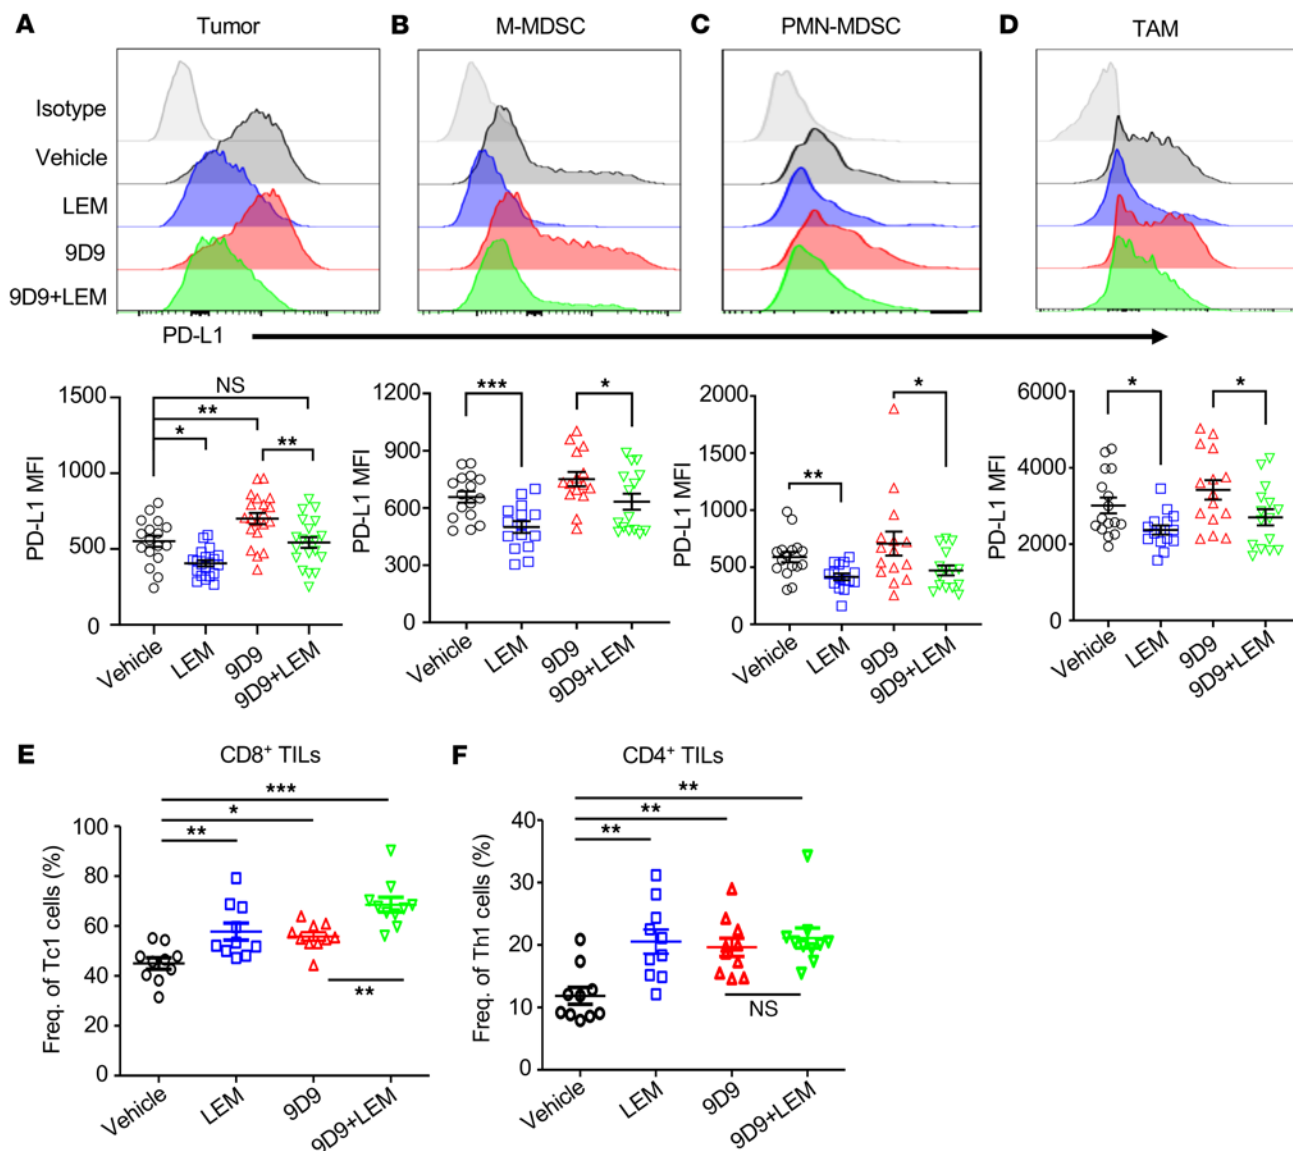 A Tumor
B M-MDSC
C PMN-MDSC
D TAM
Isotype
Vehicle
LEM
9D9
9D9+LEM
PD-L1
PD-L1 MFI
1500
1000
500
0
NS
**
*
**
Vehicle
LEM
9D9
9D9+LEM
PD-L1 MFI
1200
900
600
300
0
***
*
Vehicle
LEM
9D9
9D9+LEM
PD-L1 MFI
2000
1500
1000
500
0
**
*
Vehicle
LEM
9D9
9D9+LEM
PD-L1 MFI
6000
4000
2000
0
*
*
Vehicle
LEM
9D9
9D9+LEM
E CD8⁺ TILs
Freq. of Tc1 cells (%)
100
80
60
40
20
0
***
*
**
**
Vehicle
LEM
9D9
9D9+LEM
F CD4⁺ TILs
Freq. of Th1 cells (%)
40
30
20
10
0
**
**
**
NS
Vehicle
LEM
9D9
9D9+LEM